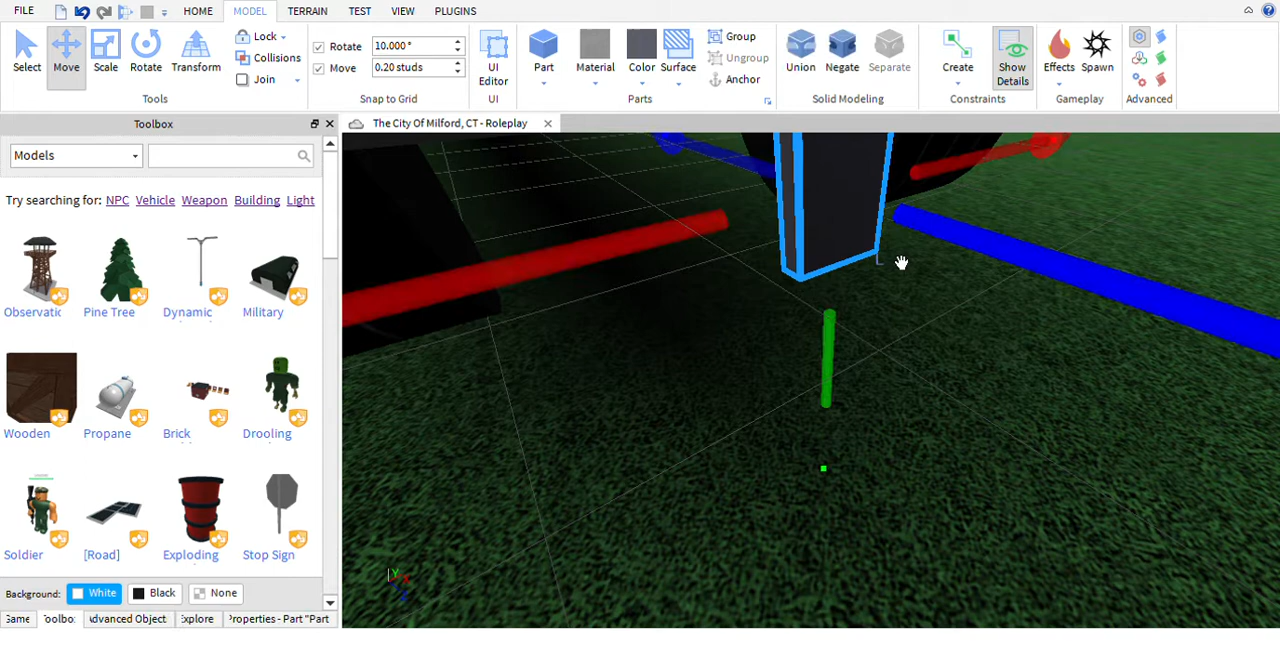 FILE HOME MODEL TERRAIN TEST VIEW PLUGINS
Select Move Scale Rotate Transform
Lock
Collisions
Join
Tools
Rotate 10.000 °
Move 0.20 studs
Snap to Grid
UI
Editor
UI
Part Material Color Surface
Group
Ungroup
Anchor
Parts
Union Negate Separate
Solid Modeling
Create Show
Details
Constraints
Effects Spawn
Gameplay
Advanced
Toolbox
The City Of Milford, CT - Roleplay
Models
Try searching for: NPC Vehicle Weapon Building Light
Observatic Pine Tree Dynamic Military
Wooden Propane Brick Drooling
Soldier [Road] Exploding Stop Sign
Background: White Black None
Game Toolbo: Advanced Object Explore Properties - Part "Part
Y